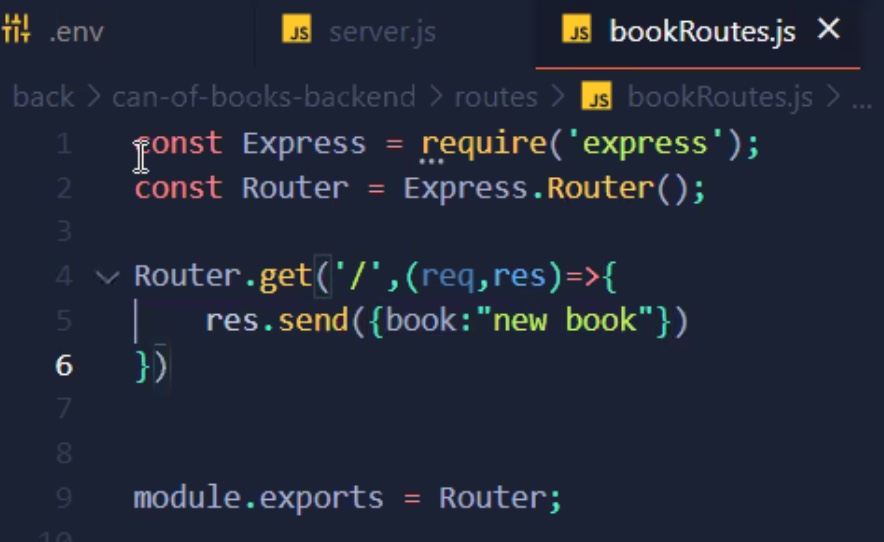 .env JS server.js JS bookRoutes.js ×
back > can-of-books-backend > routes > JS bookRoutes.js > ...
1 const Express = require('express');
2 const Router = Express.Router();
3
4 Router.get('/',(req,res)=>{
5 res.send({book:"new book"})
6 })
7
8
9 module.exports = Router;
10